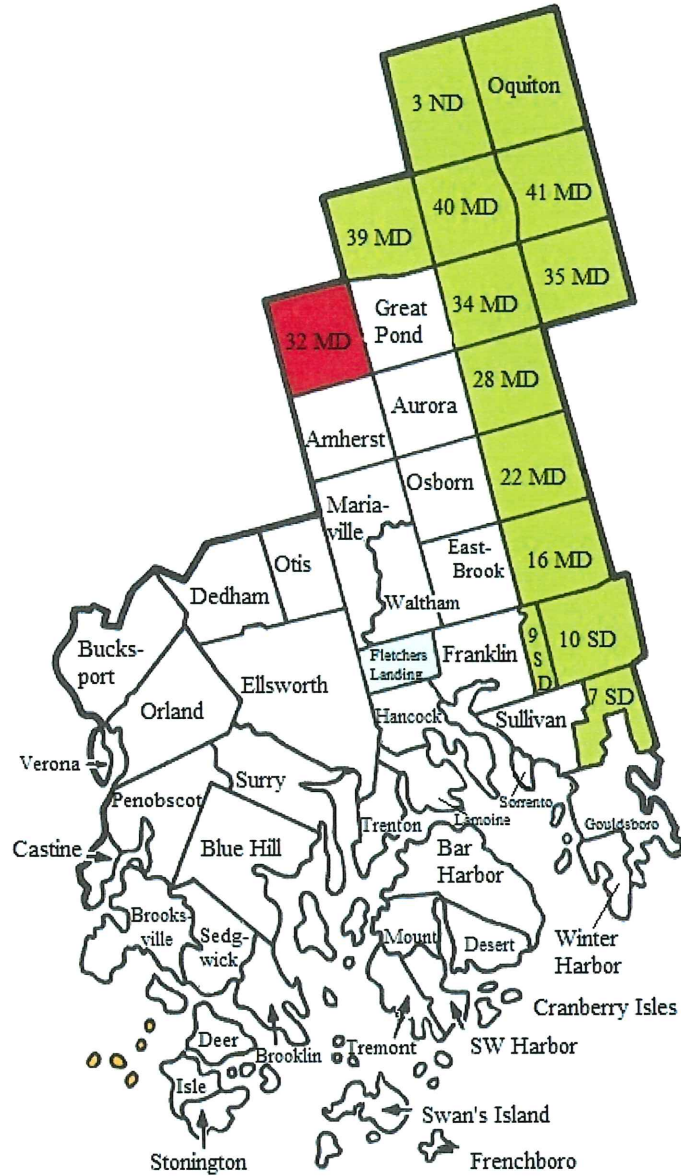 3 ND
Oquiton
39 MD
40 MD
41 MD
32 MD
Great
Pond
34 MD
35 MD
Amherst
Aurora
28 MD
Maria-
ville
Osborn
22 MD
Otis
Dedham
Waltham
East-
Brook
16 MD
Bucks-
port
Orland
Ellsworth
Fletchers
Landing
Franklin
9
S
D
10 SD
Hancock
Sullivan
7 SD
Verona
Penobscot
Surry
Trenton
Lamoine
Sorrento
Gouldsboro
Castine
Blue Hill
Bar
Harbor
Brooks-
ville
Sedg-
wick
Mount
Desert
Winter
Harbor
Cranberry Isles
Deer
Brooklin
Tremont
SW Harbor
Isle
Swan's Island
Stonington
Frenchboro